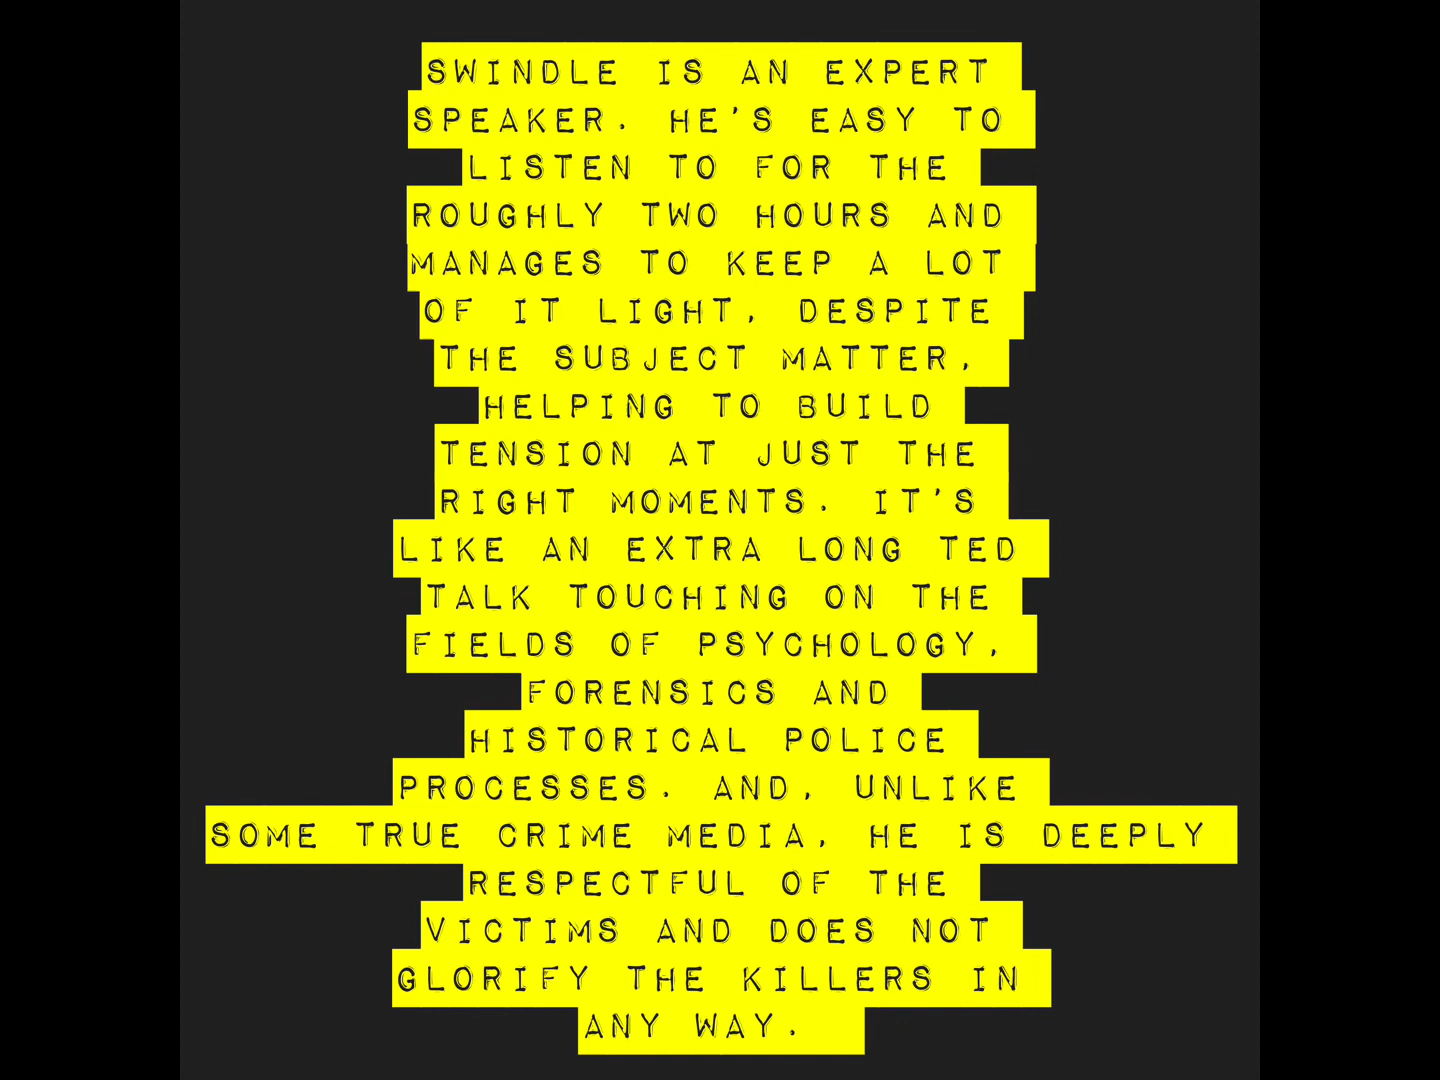 SWINDLE IS AN EXPERT
SPEAKER. HE'S EASY TO
LISTEN TO FOR THE
ROUGHLY TWO HOURS AND
MANAGES TO KEEP A LOT
OF IT LIGHT, DESPITE
THE SUBJECT MATTER,
HELPING TO BUILD
TENSION AT JUST THE
RIGHT MOMENTS. IT'S
LIKE AN EXTRA LONG TED
TALK TOUCHING ON THE
FIELDS OF PSYCHOLOGY,
FORENSICS AND
HISTORICAL POLICE
PROCESSES. AND, UNLIKE
SOME TRUE CRIME MEDIA, HE IS DEEPLY
RESPECTFUL OF THE
VICTIMS AND DOES NOT
GLORIFY THE KILLERS IN
ANY WAY.